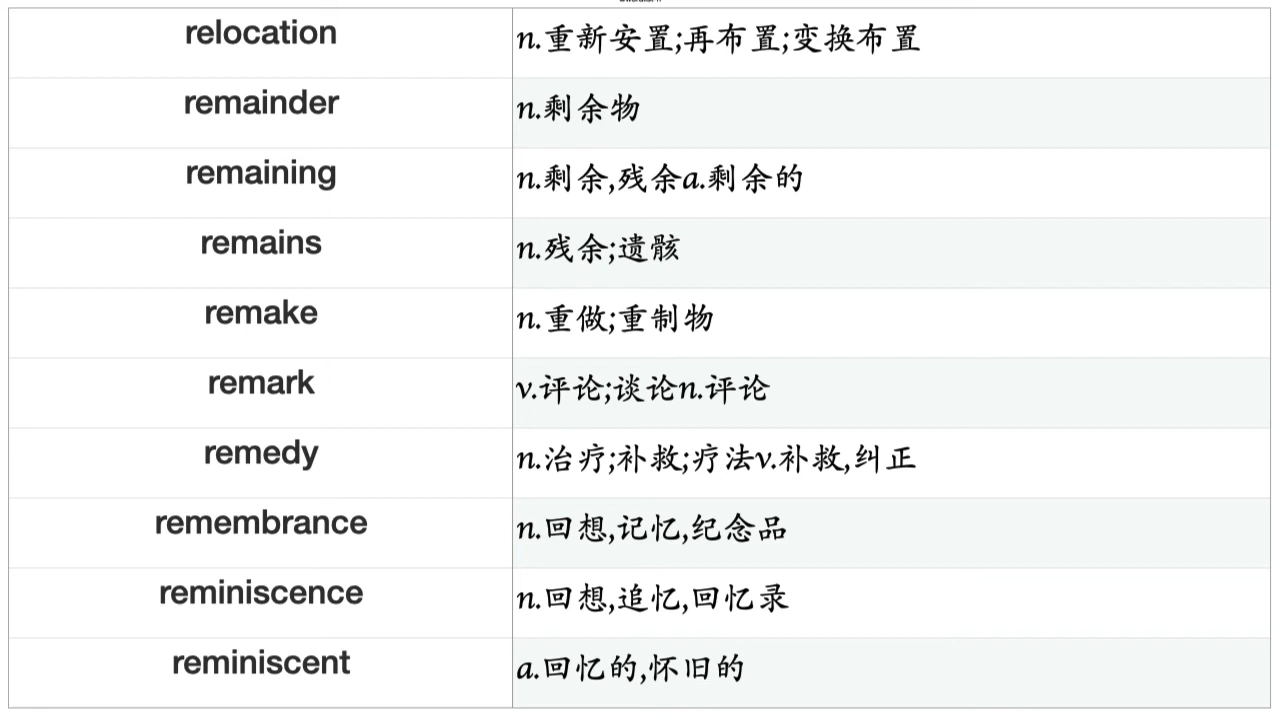 relocation n.重新安置;再布置;变换布置
remainder n.剩余物
remaining n.剩余,残余a.剩余的
remains n.残余;遗骸
remake n.重做;重制物
remark v.评论;谈论n.评论
remedy n.治疗;补救;疗法v.补救,纠正
remembrance n.回想,记忆,纪念品
reminiscence n.回想,追忆,回忆录
reminiscent a.回忆的,怀旧的